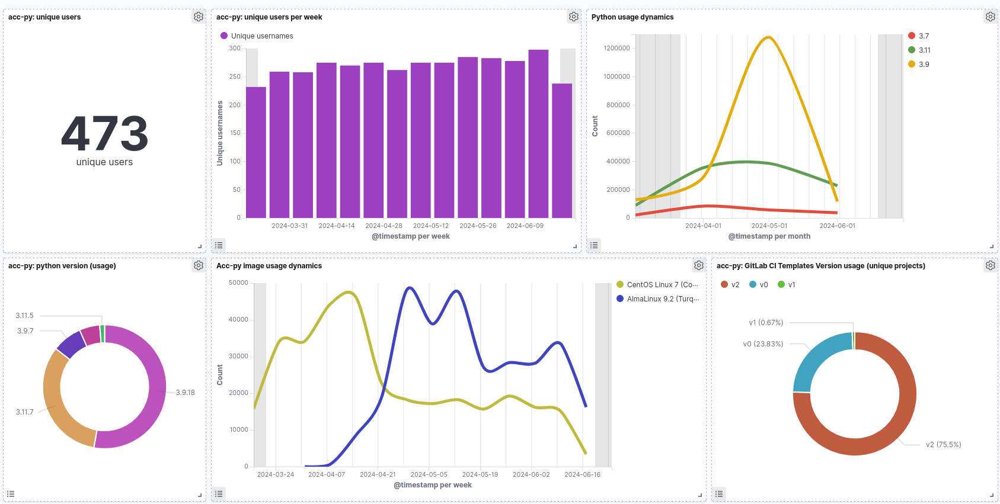 acc-py: unique users
473
unique users
acc-py: unique users per week
Unique usernames
300
250
200
150
100
50
0
Unique usernames
2024-03-31
2024-04-14
2024-04-28
2024-05-12
2024-05-26
2024-06-09
@timestamp per week
Python usage dynamics
1200000
1000000
800000
600000
400000
200000
0
Count
2024-04-01
2024-05-01
2024-06-01
@timestamp per month
3.7
3.11
3.9
acc-py: python version (usage)
3.11.5
3.9.7
3.9.18
3.11.7
Acc-py image usage dynamics
50000
40000
30000
20000
10000
0
Count
2024-03-24
2024-04-07
2024-04-21
2024-05-05
2024-05-19
2024-06-02
2024-06-16
@timestamp per week
CentOS Linux 7 (Co...
AlmaLinux 9.2 (Turq...
acc-py: GitLab CI Templates Version usage (unique projects)
v2
v0
v1
v1 (0.67%)
v0 (23.83%)
v2 (75.5%)